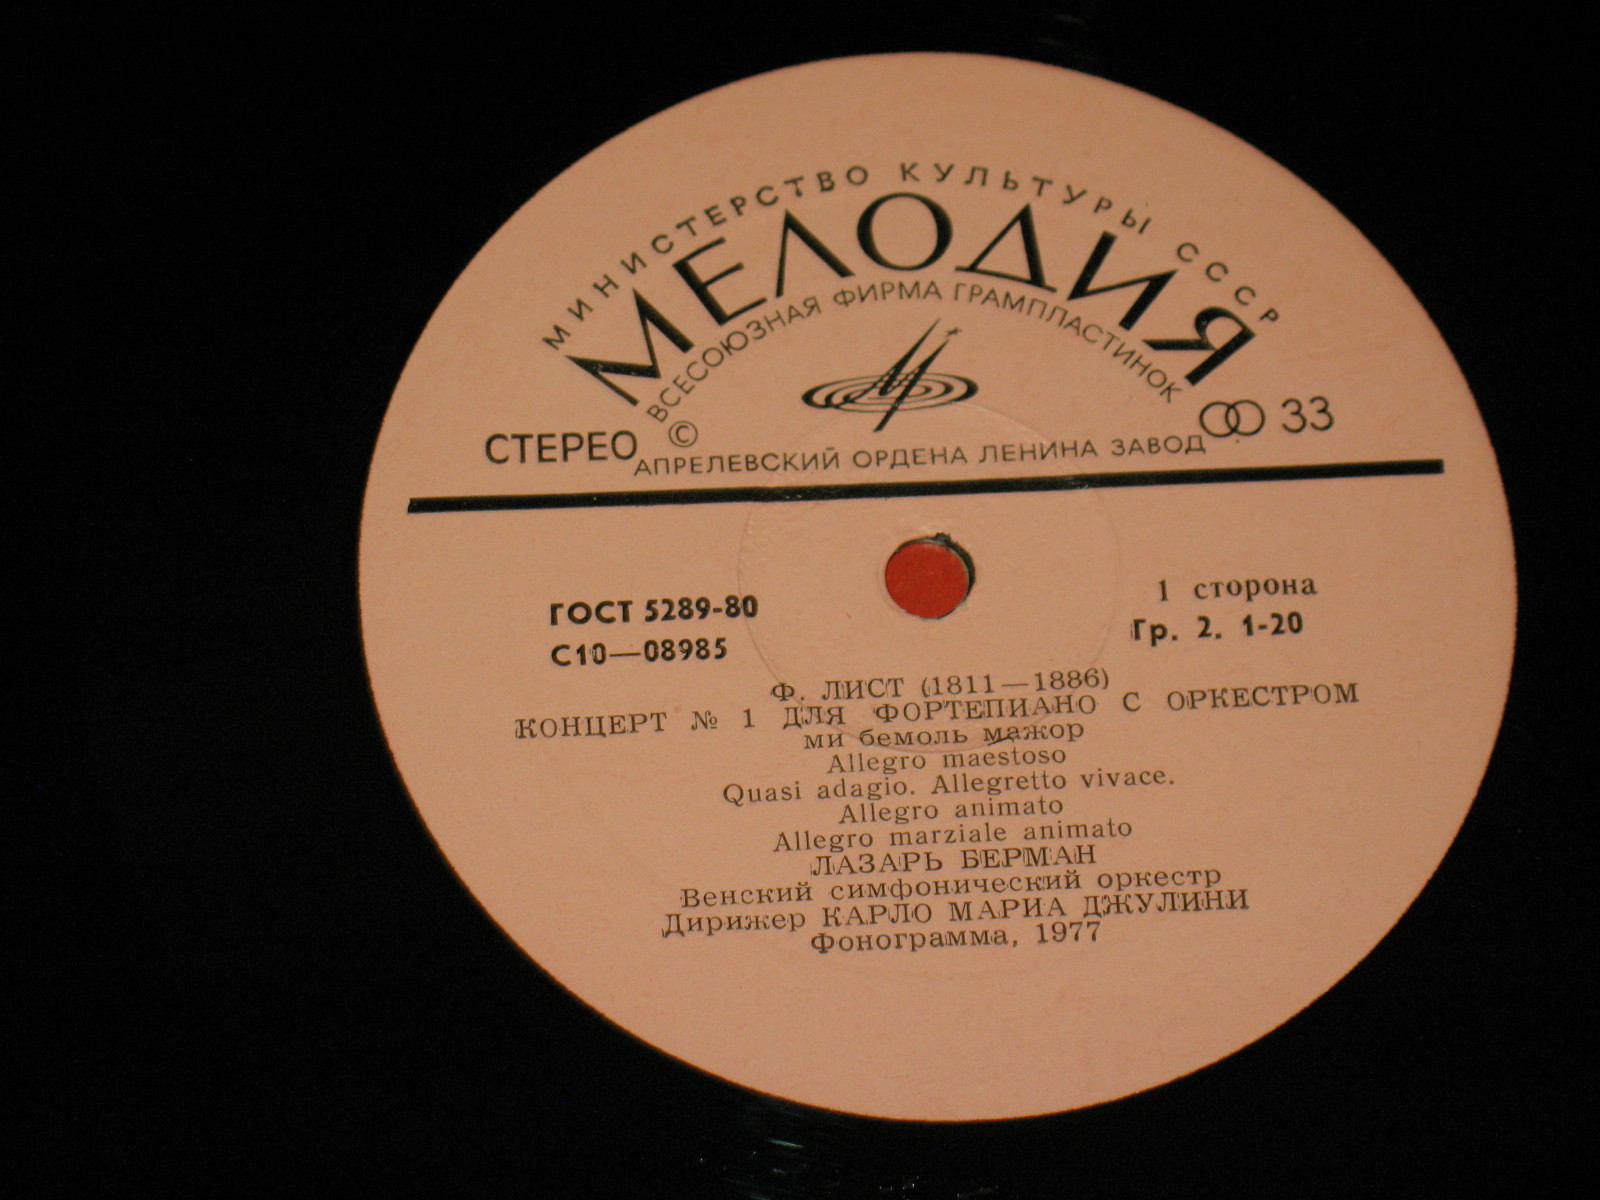 МИНИСТЕРСТВО КУЛЬТУРЫ СССР
МЕЛОДИЯ
ВСЕСОЮЗНАЯ ФИРМА ГРАМПЛАСТИНОК
СТЕРЕО © 33
АПРЕЛЕВСКИЙ ОРДЕНА ЛЕНИНА ЗАВОД
ГОСТ 5289-80
С10—08985
1 сторона
Гр. 2. 1-20
Ф. ЛИСТ (1811—1886)
КОНЦЕРТ № 1 ДЛЯ ФОРТЕПИАНО С ОРКЕСТРОМ
ми бемоль мажор
Allegro maestoso
Quasi adagio. Allegretto vivace.
Allegro animato
Allegro marziale animato
ЛАЗАРЬ БЕРМАН
Венский симфонический оркестр
Дирижер КАРЛО МАРИА ДЖУЛИНИ
Фонограмма, 1977